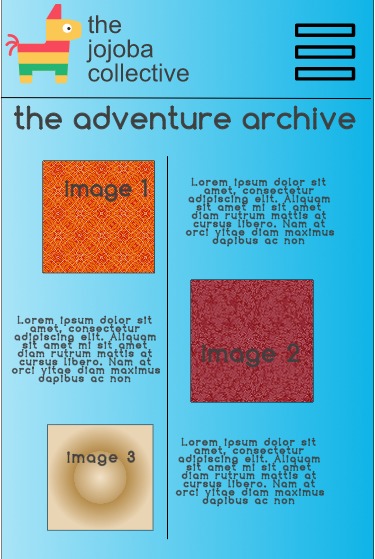 the
jojoba
collective
the adventure archive
Image 1
Lorem ipsum dolor sit
amet, consectetur
adipiscing elit. Aliquam
sit amet mi sit amet
diam rutrum mattis at
cursus libero. Nam at
orci vitae diam maximus
dapibus ac non
Image 2
Lorem ipsum dolor sit
amet, consectetur
adipiscing elit. Aliquam
sit amet mi sit amet
diam rutrum mattis at
cursus libero. Nam at
orci vitae diam maximus
dapibus ac non
Image 3
Lorem ipsum dolor sit
amet, consectetur
adipiscing elit. Aliquam
sit amet mi sit amet
diam rutrum mattis at
cursus libero. Nam at
orci vitae diam maximus
dapibus ac non